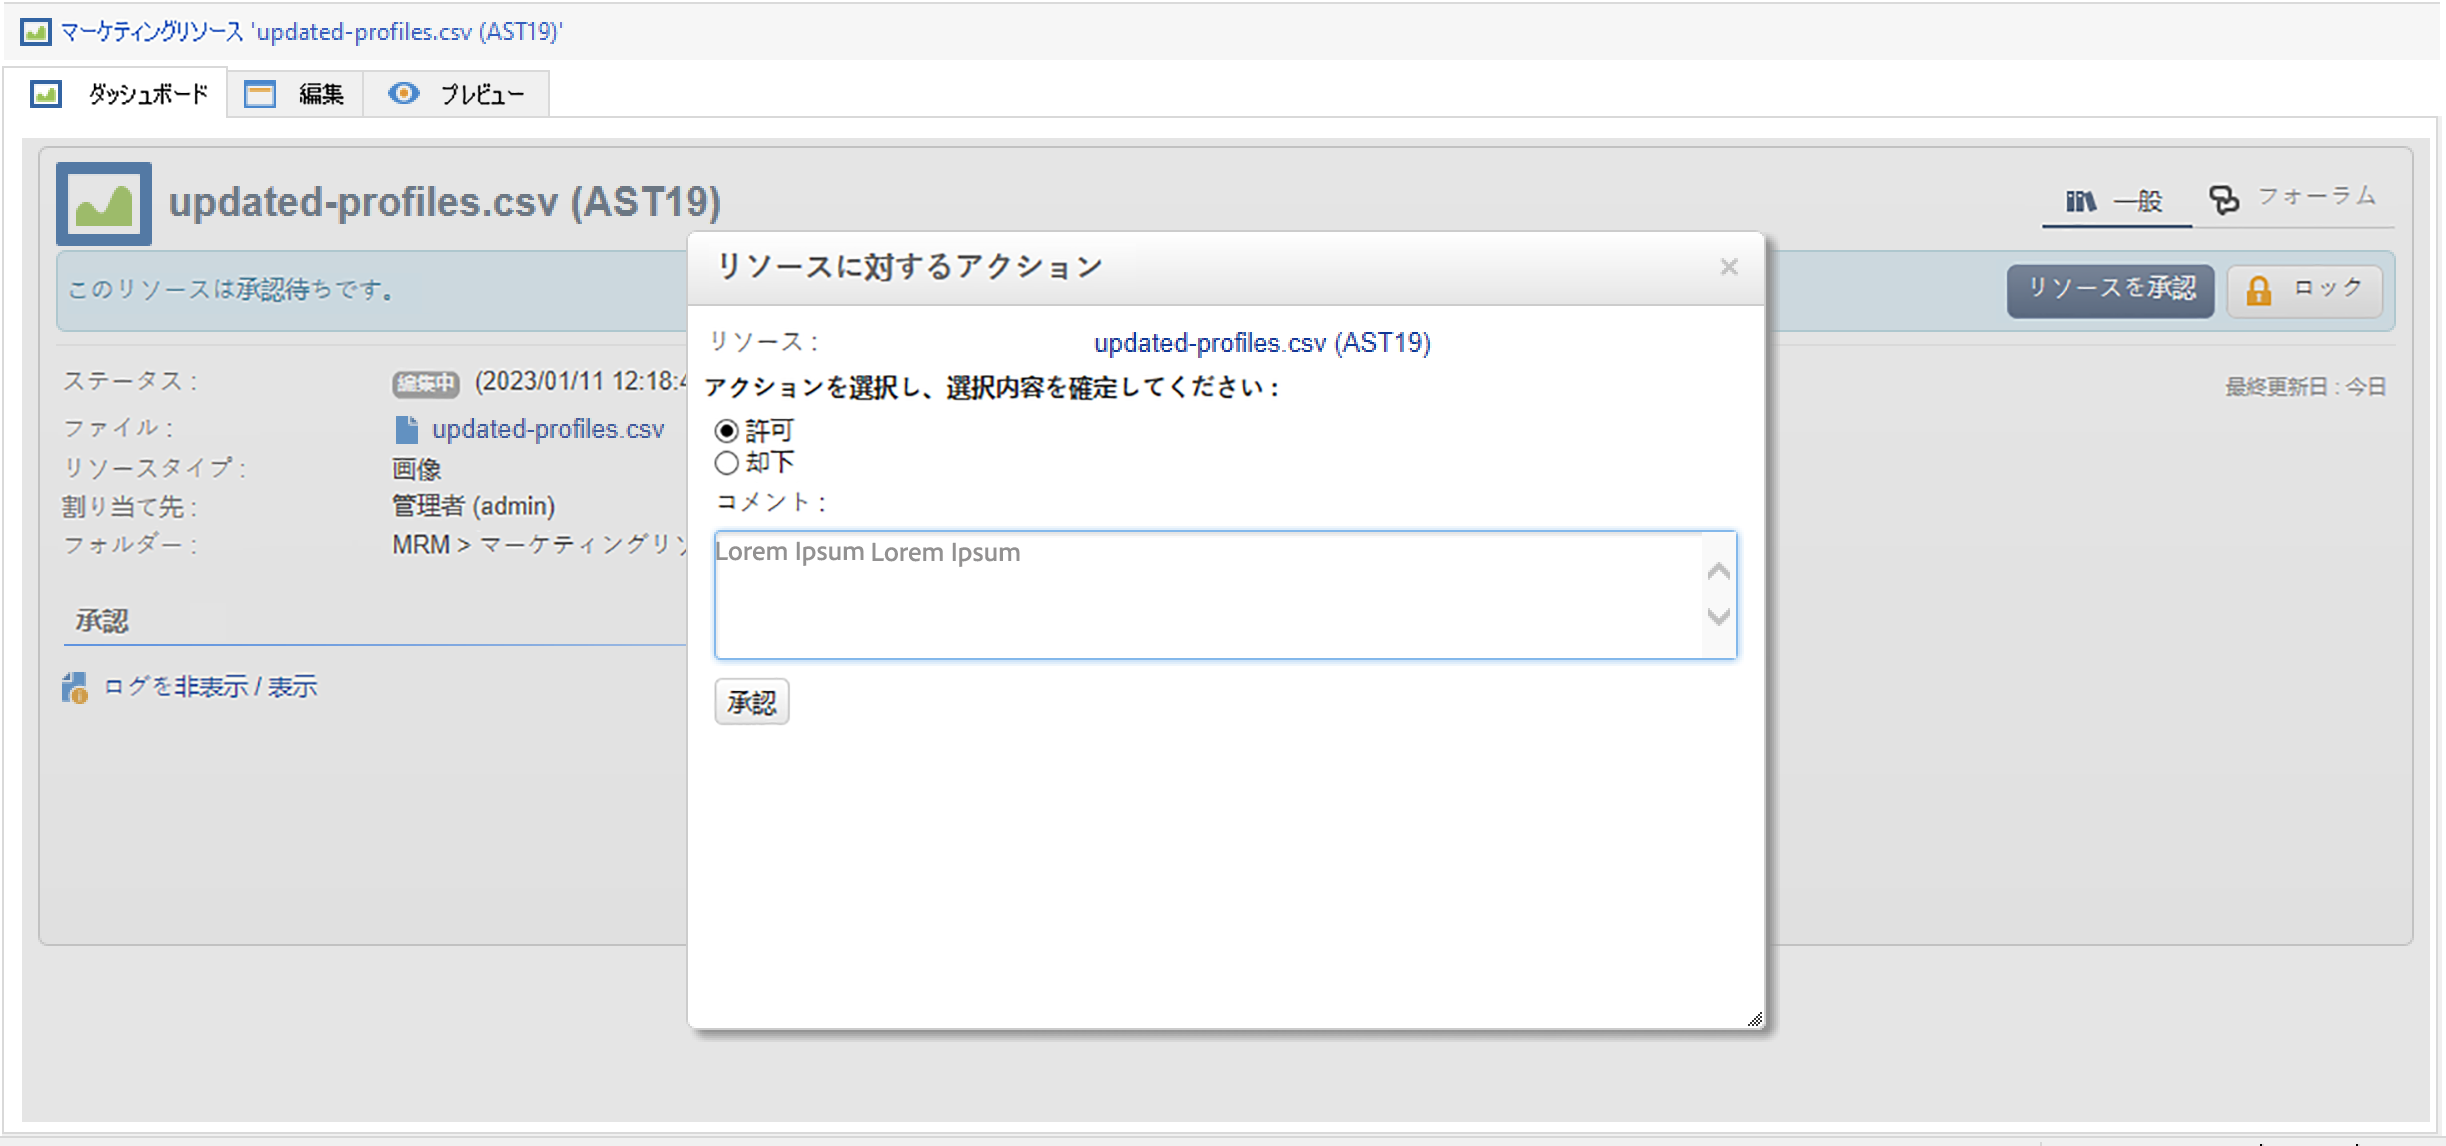 マーケティングリソース 'updated-profiles.csv (AST19)'
ダッシュボード 編集 プレビュー
updated-profiles.csv (AST19)
一般 フォーラム
このリソースは承認待ちです。
リソースを承認 ロック
ステータス : 編集中 (2023/01/11 12:18:4
最終更新日 : 今日
ファイル : updated-profiles.csv
リソースタイプ : 画像
割り当て先 : 管理者 (admin)
フォルダー : MRM > マーケティングリソ
承認
ログを非表示 / 表示
リソースに対するアクション
リソース : updated-profiles.csv (AST19)
アクションを選択し、選択内容を確定してください :
許可
却下
コメント :
Lorem Ipsum Lorem Ipsum
承認